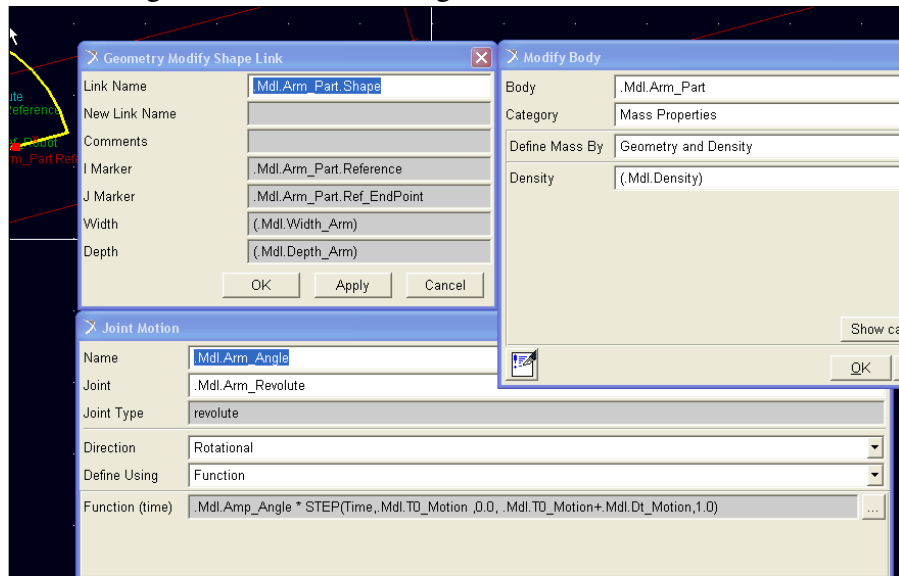 Geometry Modify Shape Link
Link Name .Mdl.Arm_Part.Shape
New Link Name
Comments
I Marker .Mdl.Arm_Part.Reference
J Marker .Mdl.Arm_Part.Ref_EndPoint
Width (.Mdl.Width_Arm)
Depth (.Mdl.Depth_Arm)
OK Apply Cancel
Modify Body
Body .Mdl.Arm_Part
Category Mass Properties
Define Mass By Geometry and Density
Density (.Mdl.Density)
Show ca
OK
Joint Motion
Name .Mdl.Arm_Angle
Joint .Mdl.Arm_Revolute
Joint Type revolute
Direction Rotational
Define Using Function
Function (time) .Mdl.Amp_Angle * STEP(Time,.Mdl.T0_Motion ,0.0, .Mdl.T0_Motion+.Mdl.Dt_Motion,1.0) ...